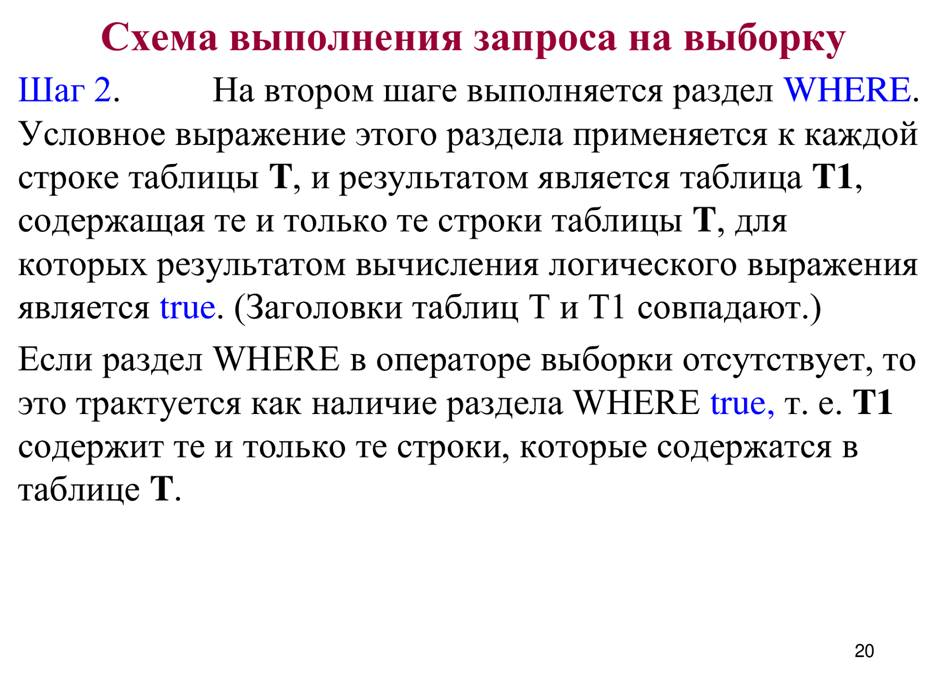 Схема выполнения запроса на выборку
Шаг 2. На втором шаге выполняется раздел WHERE.
Условное выражение этого раздела применяется к каждой
строке таблицы T, и результатом является таблица T1,
содержащая те и только те строки таблицы T, для
которых результатом вычисления логического выражения
является true. (Заголовки таблиц T и T1 совпадают.)
Если раздел WHERE в операторе выборки отсутствует, то
это трактуется как наличие раздела WHERE true, т. е. T1
содержит те и только те строки, которые содержатся в
таблице T.
20